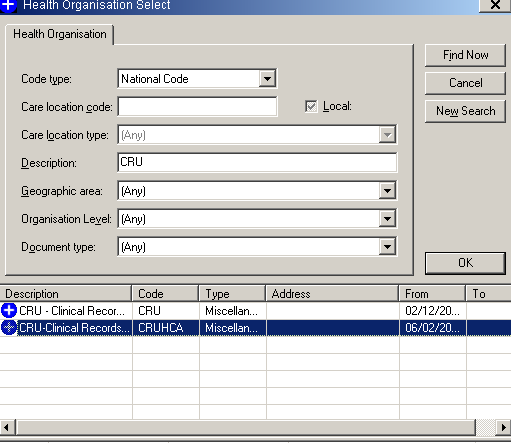 Health Organisation Select
Health Organisation
Find Now
Code type: National Code
Cancel
Care location code: Local:
New Search
Care location type: (Any)
Description: CRU
Geographic area: (Any)
Organisation Level: (Any)
Document type: (Any)
OK
Description Code Type Address From To
CRU - Clinical Recor... CRU Miscellan... 02/12/20...
CRU-Clinical Records... CRUHCA Miscellan... 06/02/20...